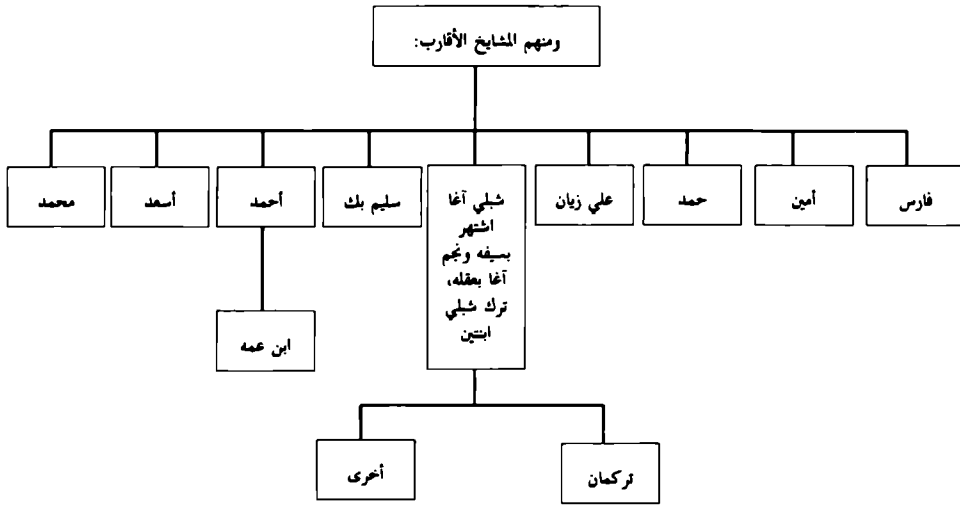 ومنهم المشايخ الأقارب:
فارس
أمين
حمد
علي زيان
شبلي آغا
اشتهر
بسيفه ونجم
آغا بعقله،
ترك شبلي
ابنتين
سليم بك
أحمد
أسعد
محمد
ابن عمه
تركمان
أخرى